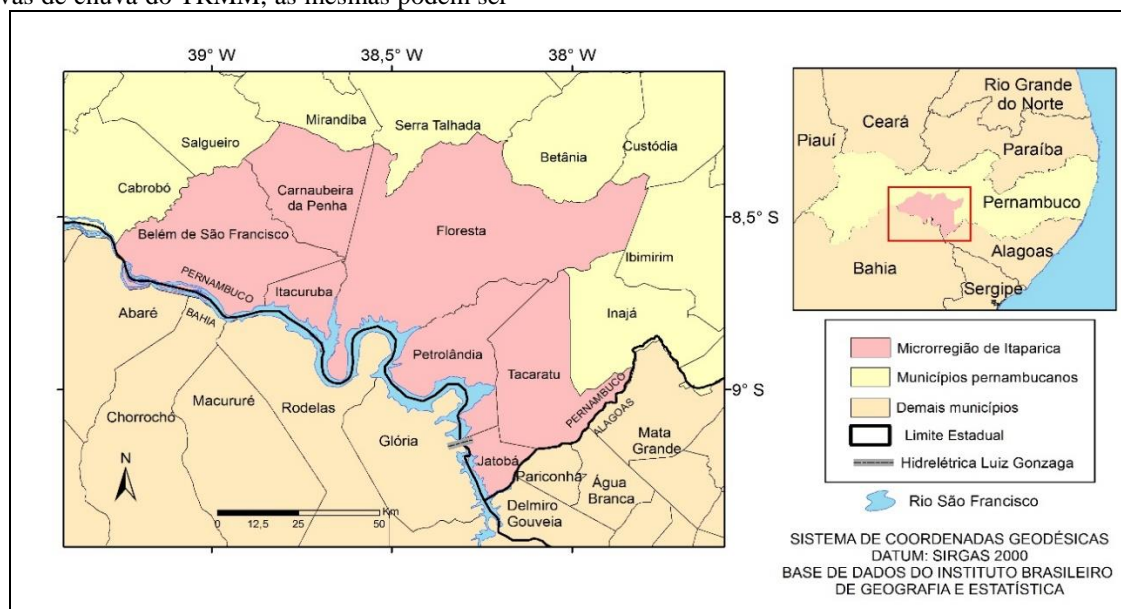 vas de chuva do TRMM, as mesmas podem ser
39° W
38,5° W
38° W
8,5° S
9° S
Mirandiba
Serra Talhada
Salgueiro
Betânia
Custódia
Cabrobó
Carnaubeira
da Penha
Belém de São Francisco
Floresta
Ibimirim
PERNAMBUCO
BAHIA
Itacuruba
Abaré
Inajá
Petrolândia
Tacaratu
Macururé
Rodelas
Chorrochó
Glória
PERNAMBUCO
ALAGOAS
Mata
Grande
Jatobá
Pariconhá
Água
Branca
Delmiro
Gouveia
N
Km
0 12,5 25 50
Rio Grande
do Norte
Ceará
Piauí
Paraíba
Pernambuco
Alagoas
Bahia
Sergipe
Microrregião de Itaparica
Municípios pernambucanos
Demais municípios
Limite Estadual
Hidrelétrica Luiz Gonzaga
Rio São Francisco
SISTEMA DE COORDENADAS GEODÉSICAS
DATUM: SIRGAS 2000
BASE DE DADOS DO INSTITUTO BRASILEIRO
DE GEOGRAFIA E ESTATÍSTICA